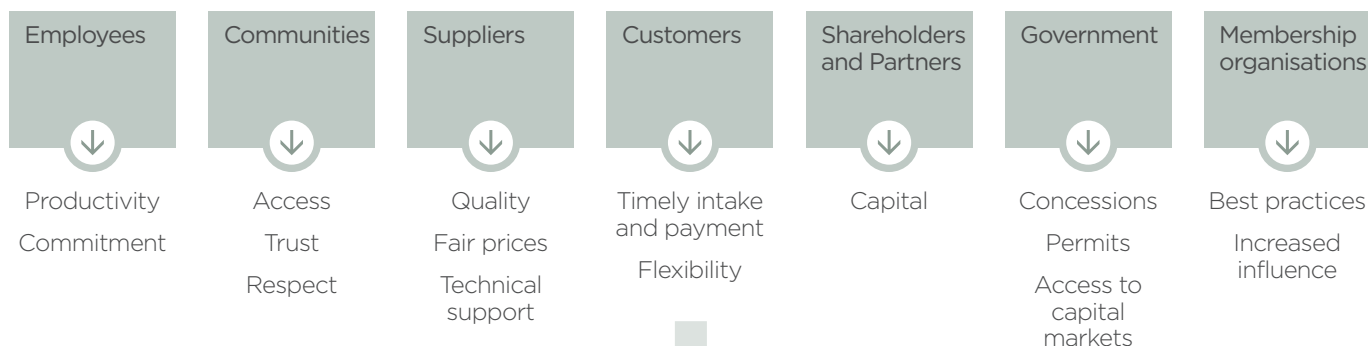 Employees
Productivity
Commitment
Communities
Access
Trust
Respect
Suppliers
Quality
Fair prices
Technical
support
Customers
Timely intake
and payment
Flexibility
Shareholders
and Partners
Capital
Government
Concessions
Permits
Access to
capital
markets
Membership
organisations
Best practices
Increased
influence